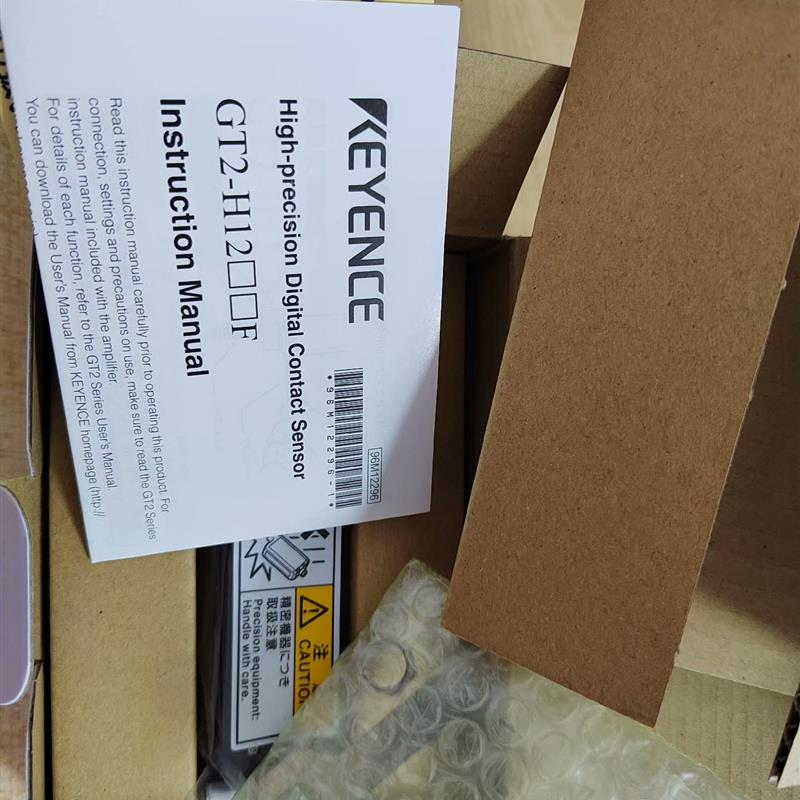 KEYENCE
96M12296
*96M12296-1*
High-precision Digital Contact Sensor
GT2-H12□□F
Instruction Manual
Read this instruction manual carefully prior to operating this product. For
connection, settings and precautions on use, make sure to read the GT2 Series
instruction manual included with the amplifier.
For details of each function, refer to the GT2 Series User's Manual.
You can download the User's Manual from KEYENCE homepage (http://
注
CAUTION
精密機器につき
取扱注意
Precision equipment:
Handle with care.